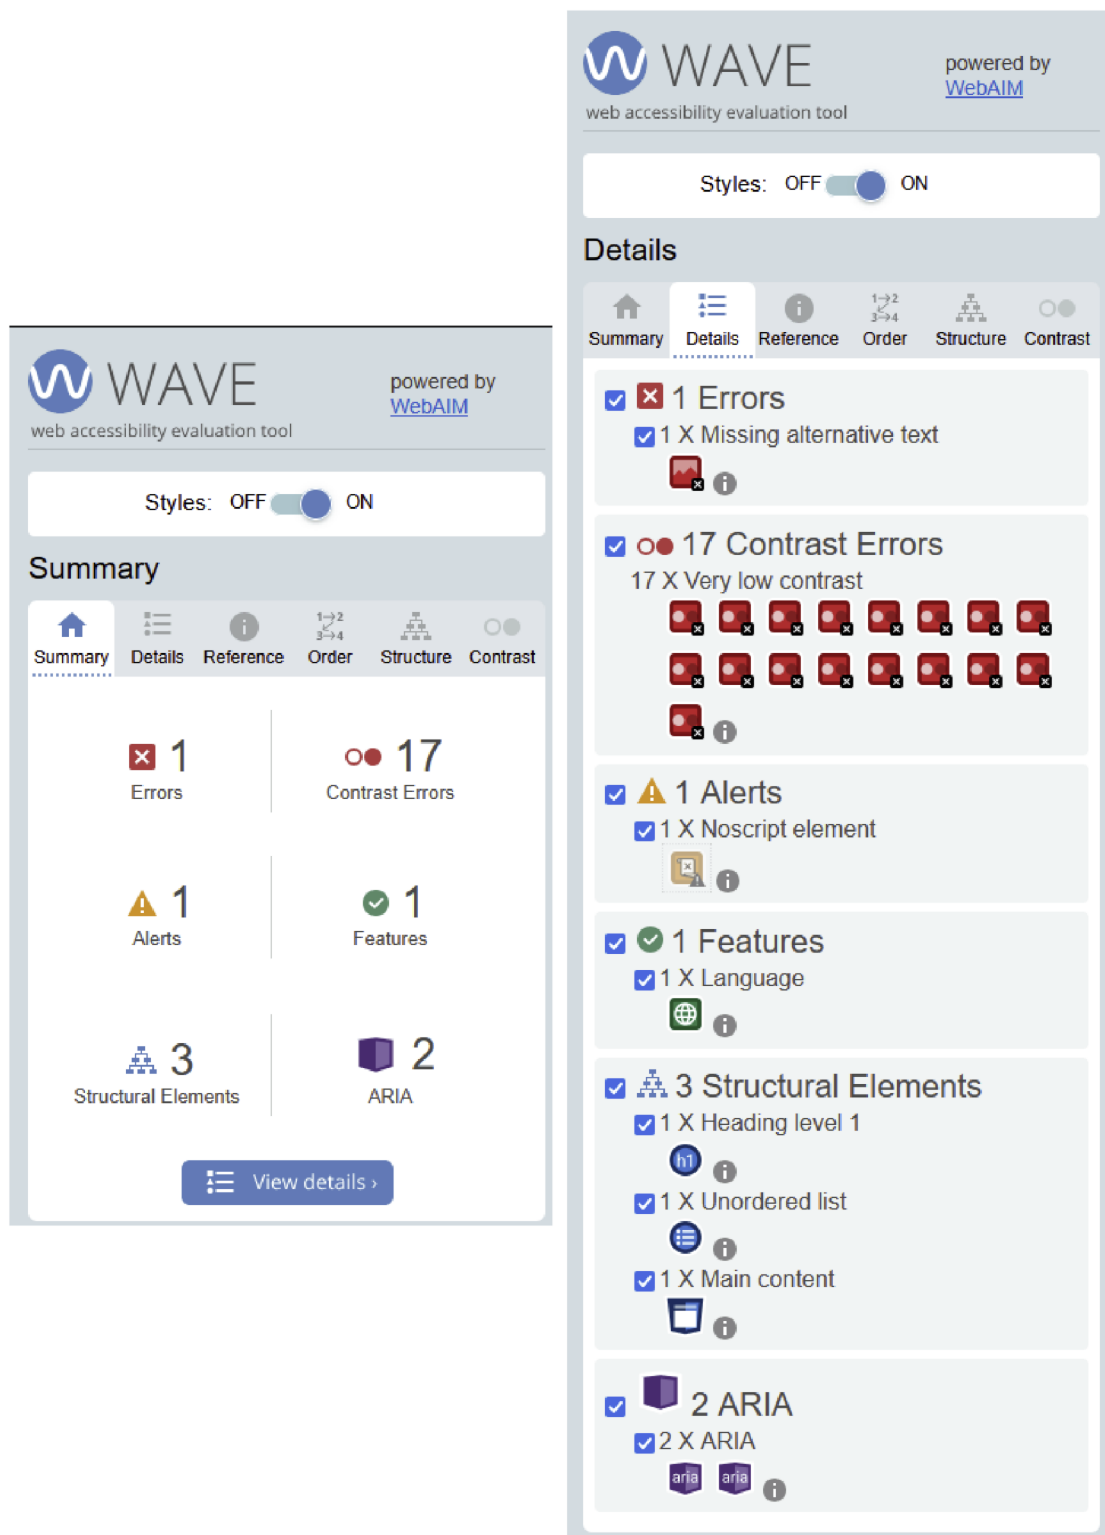 WAVE
powered by
WebAIM
web accessibility evaluation tool
Styles: OFF ON
Summary
Summary Details Reference Order Structure Contrast
1
Errors
17
Contrast Errors
1
Alerts
1
Features
3
Structural Elements
2
ARIA
View details ›
WAVE
powered by
WebAIM
web accessibility evaluation tool
Styles: OFF ON
Details
Summary Details Reference Order Structure Contrast
1 Errors
1 X Missing alternative text
17 Contrast Errors
17 X Very low contrast
1 Alerts
1 X Noscript element
1 Features
1 X Language
3 Structural Elements
1 X Heading level 1
h1
1 X Unordered list
1 X Main content
2 ARIA
2 X ARIA
aria aria